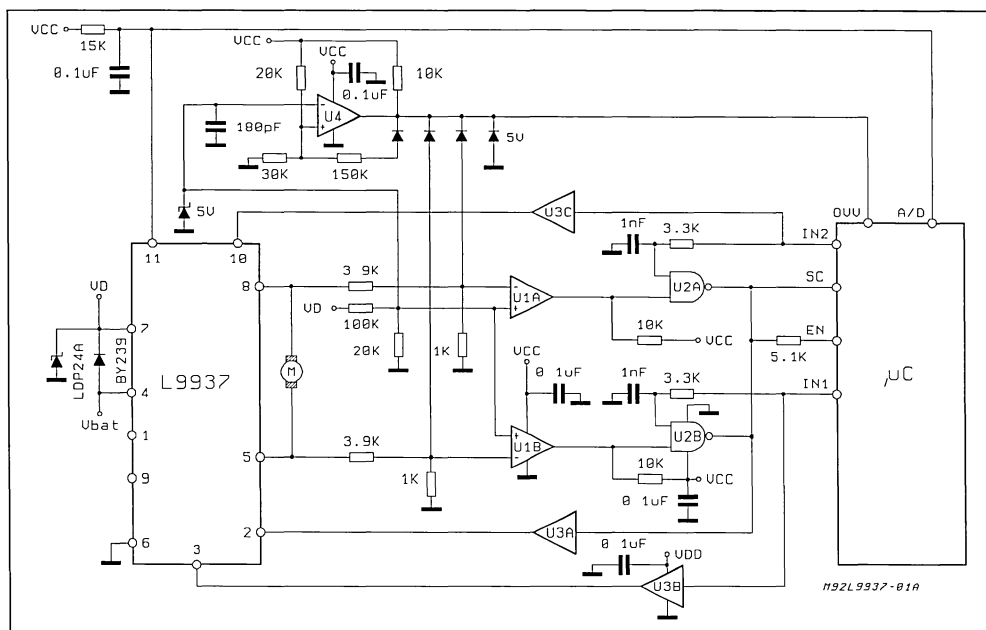 VCC
15K
0.1uF
VCC
VCC
20K
10K
0.1uF
-
+
U4
180pF
5V
30K
150K
5V
U3C
1nF
3.3K
OVV
A/D
IN2
11
10
8
3 9K
-
+
U1A
U2A
SC
VD
VD
100K
10K
VCC
EN
7
20K
1K
5.1K
LDP24A
BY239
L9937
M
VCC
0 1uF
1nF
3.3K
IN1
µC
4
Vbat
1
5
3.9K
+
-
U1B
U2B
9
1K
10K
VCC
0 1uF
6
2
U3A
3
0 1uF
VDD
U3B
M92L9937-01A